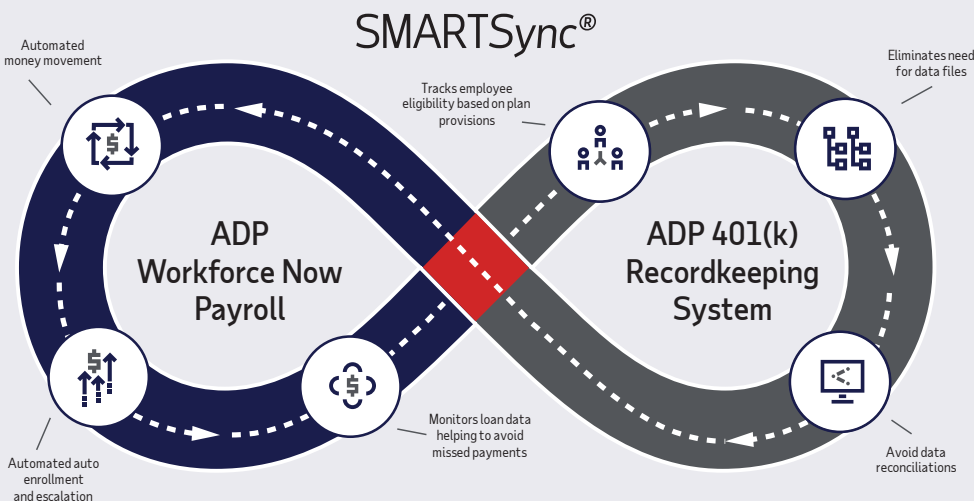 SMARTSync®
Automated
money movement
Tracks employee
eligibility based on plan
provisions
Eliminates need
for data files
$
ADP
Workforce Now
Payroll
ADP 401(k)
Recordkeeping
System
$
$
Automated auto
enrollment
and escalation
Monitors loan data
helping to avoid
missed payments
Avoid data
reconciliations